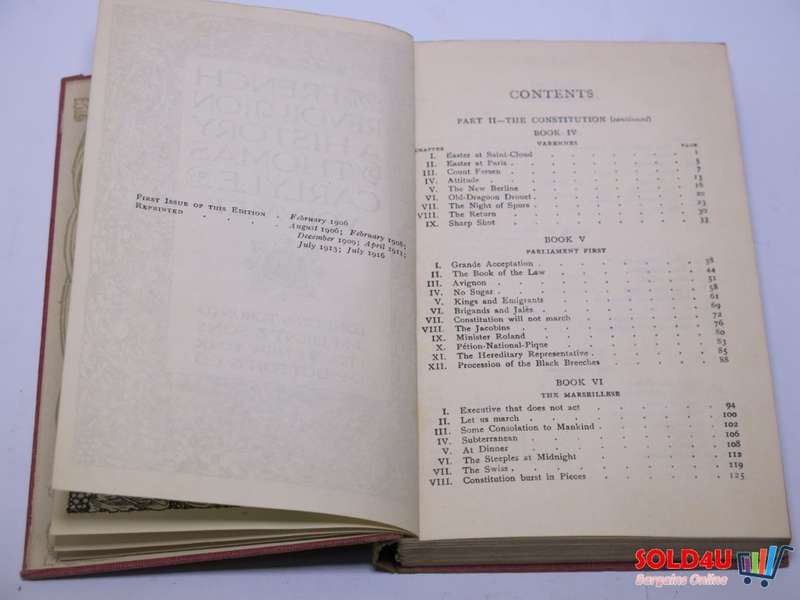 First Issue of this Edition . February 1906
Reprinted . . . . August 1906; February 1908;
December 1909; April 1911;
July 1913; July 1916
CONTENTS
PART II—THE CONSTITUTION (continued)
BOOK IV
VARENNES
CHAPTER PAGE
I. Easter at Saint-Cloud 1
II. Easter at Paris 5
III. Count Fersen 7
IV. Attitude 13
V. The New Berline 16
VI. Old-Dragoon Drouet 20
VII. The Night of Spurs 23
VIII. The Return 30
IX. Sharp Shot 33
BOOK V
PARLIAMENT FIRST
I. Grande Acceptation 38
II. The Book of the Law 44
III. Avignon 51
IV. No Sugar 58
V. Kings and Emigrants 61
VI. Brigands and Jalès 69
VII. Constitution will not march 72
VIII. The Jacobins 76
IX. Minister Roland 80
X. Pétion-National-Pique 83
XI. The Hereditary Representative 85
XII. Procession of the Black Breeches 88
BOOK VI
THE MARSEILLESE
I. Executive that does not act 94
II. Let us march 100
III. Some Consolation to Mankind 102
IV. Subterranean 106
V. At Dinner 108
VI. The Steeples at Midnight 112
VII. The Swiss 119
VIII. Constitution burst in Pieces 125
SOLD4U
Bargains Online